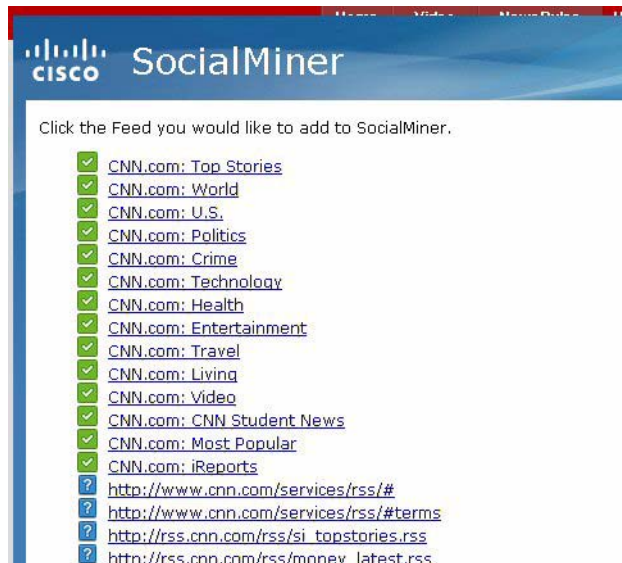 Home Video NewsPulse
CISCO SocialMiner
Click the Feed you would like to add to SocialMiner.
CNN.com: Top Stories
CNN.com: World
CNN.com: U.S.
CNN.com: Politics
CNN.com: Crime
CNN.com: Technology
CNN.com: Health
CNN.com: Entertainment
CNN.com: Travel
CNN.com: Living
CNN.com: Video
CNN.com: CNN Student News
CNN.com: Most Popular
CNN.com: iReports
http://www.cnn.com/services/rss/#
http://www.cnn.com/services/rss/#terms
http://rss.cnn.com/rss/si_topstories.rss
http://rss.cnn.com/rss/money_latest.rss